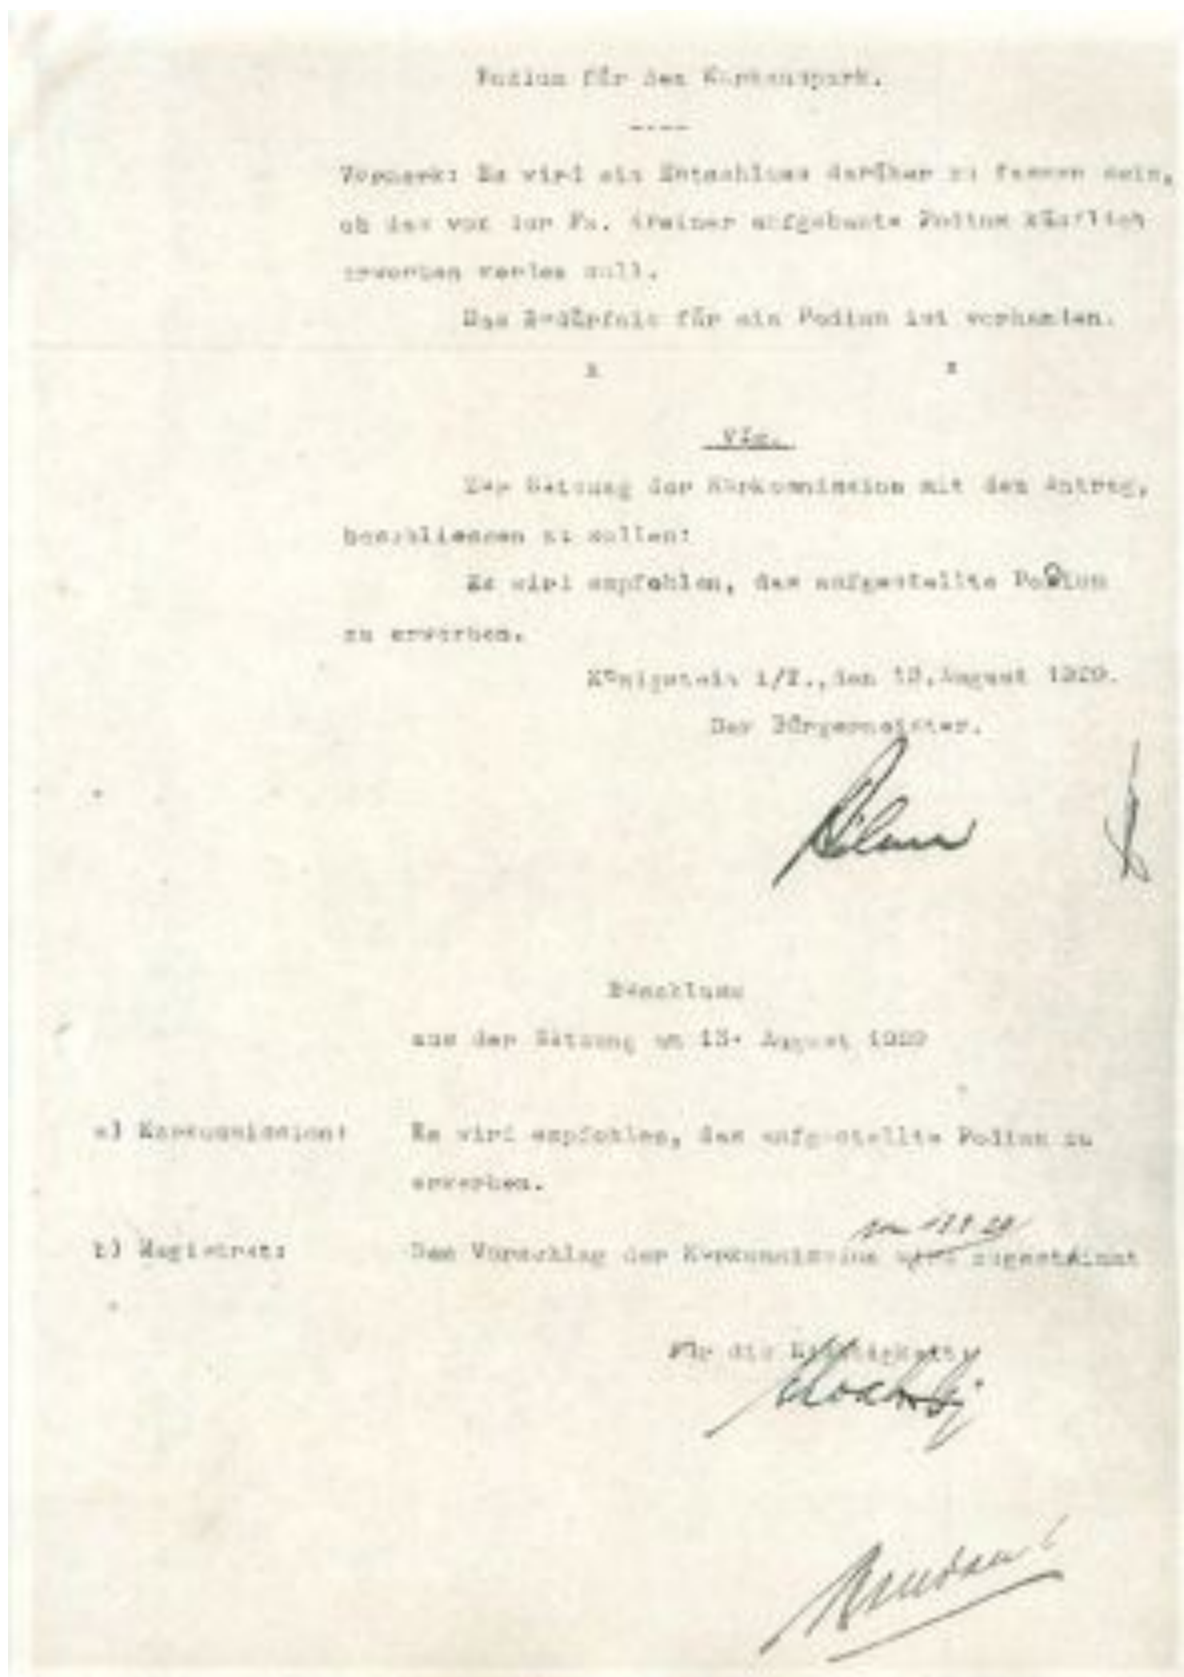 Podium für den Kurhauspark.
----
Vormerk: Es wird ein Entschluss darüber zu fassen sein,
ob das von der Fa. aufgebaute Podium käuflich
erworben werden soll.
Das Bedürfnis für ein Podium ist vorhanden.
x x
Vfg.
Zur Sitzung der Kurkommission mit dem Antrag,
beschliessen zu wollen:
Es wird empfohlen, das aufgestellte Podium
zu erwerben.
Königstein i/T., den August 1929.
Der Bürgermeister.
Beschluss
aus der Sitzung am 13. August 1929
a) Kurkommission: Es wird empfohlen, das aufgestellte Podium zu
erwerben.
b) Magistrat: Dem Vorschlag der Kurkommission wird zugestimmt
Für die Richtigkeit: